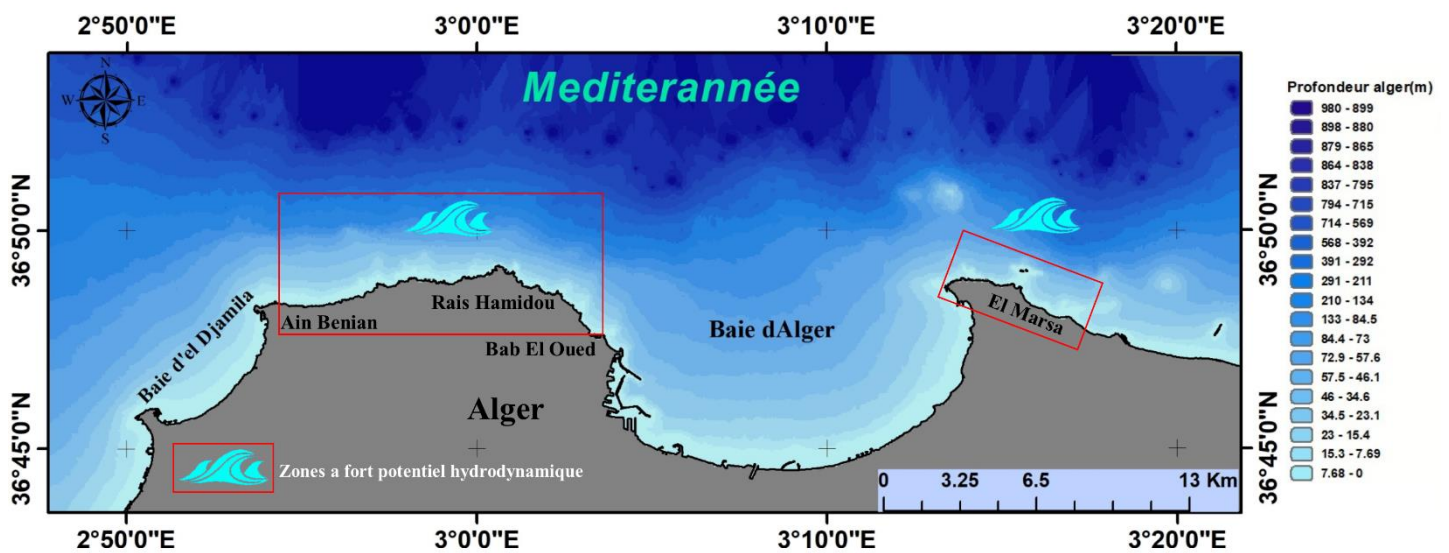 2°50'0"E 3°0'0"E 3°10'0"E 3°20'0"E
N
W E
S
Mediterannée
Profondeur alger(m)
980 - 899
898 - 880
879 - 865
864 - 838
837 - 795
794 - 715
714 - 569
568 - 392
391 - 292
291 - 211
210 - 134
133 - 84.5
84.4 - 73
72.9 - 57.6
57.5 - 46.1
46 - 34.6
34.5 - 23.1
23 - 15.4
15.3 - 7.69
7.68 - 0
36°50'0"N
36°50'0"N
Baie d'el Djamila
Ain Benian
Rais Hamidou
Bab El Oued
Baie dAlger
El Marsa
Alger
36°45'0"N
36°45'0"N
Zones a fort potentiel hydrodynamique
0 3.25 6.5 13 Km
2°50'0"E 3°0'0"E 3°10'0"E 3°20'0"E